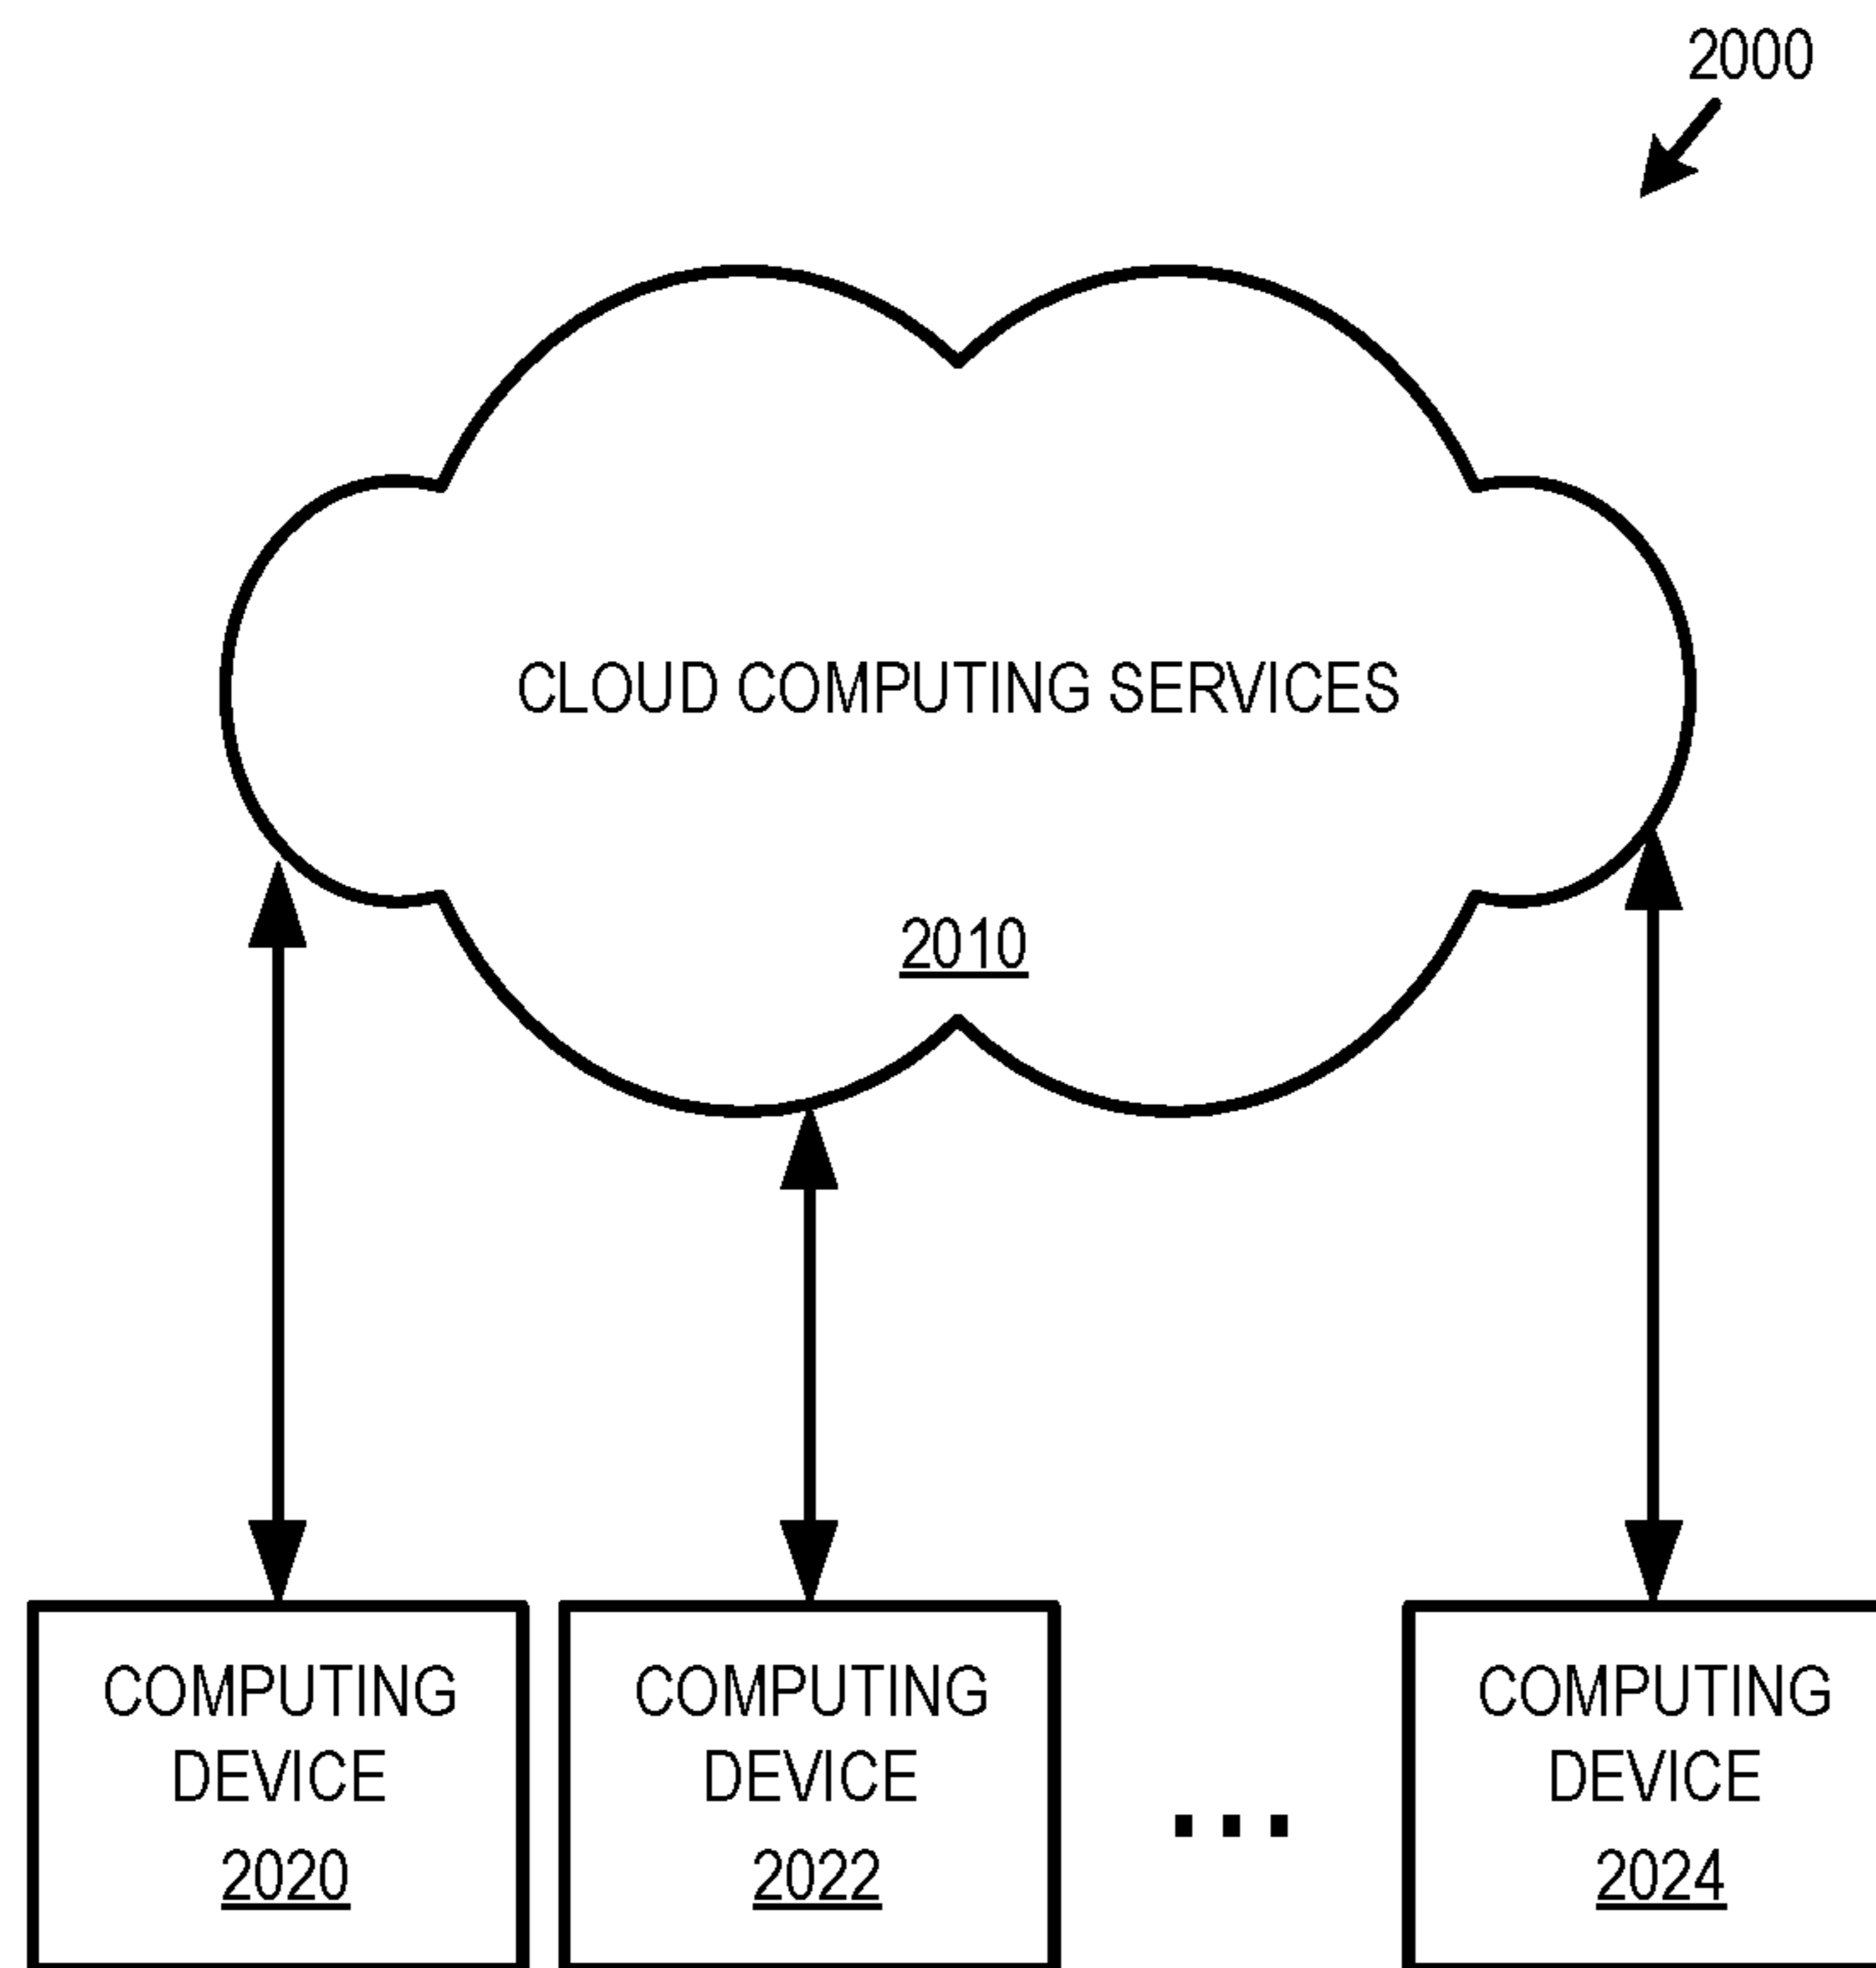 2000
CLOUD COMPUTING SERVICES
2010
COMPUTING
DEVICE
2020
COMPUTING
DEVICE
2022
...
COMPUTING
DEVICE
2024